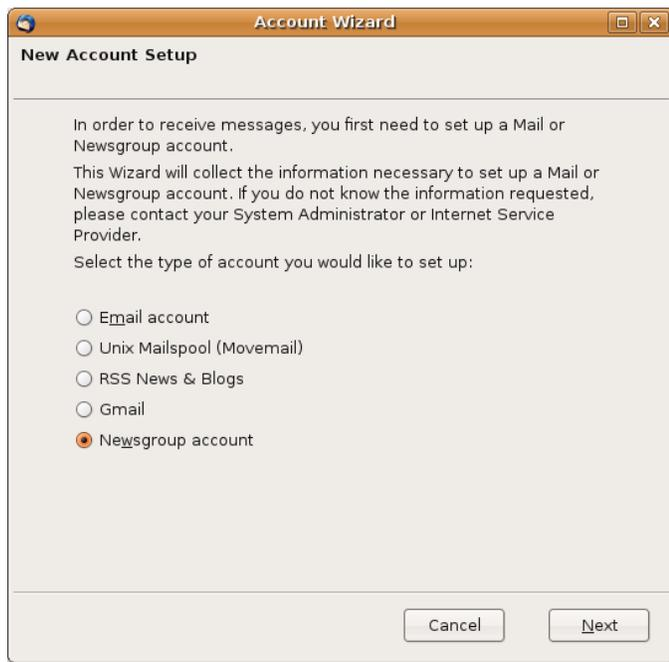 Account Wizard
New Account Setup
In order to receive messages, you first need to set up a Mail or
Newsgroup account.
This Wizard will collect the information necessary to set up a Mail or
Newsgroup account. If you do not know the information requested,
please contact your System Administrator or Internet Service
Provider.
Select the type of account you would like to set up:
Email account
Unix Mailspool (Movemail)
RSS News & Blogs
Gmail
Newsgroup account
Cancel
Next